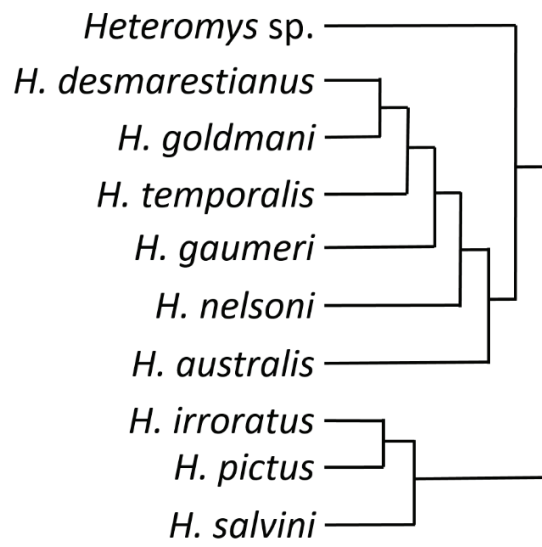 Heteromys sp.
H. desmarestianus
H. goldmani
H. temporalis
H. gaumeri
H. nelsoni
H. australis
H. irroratus
H. pictus
H. salvini